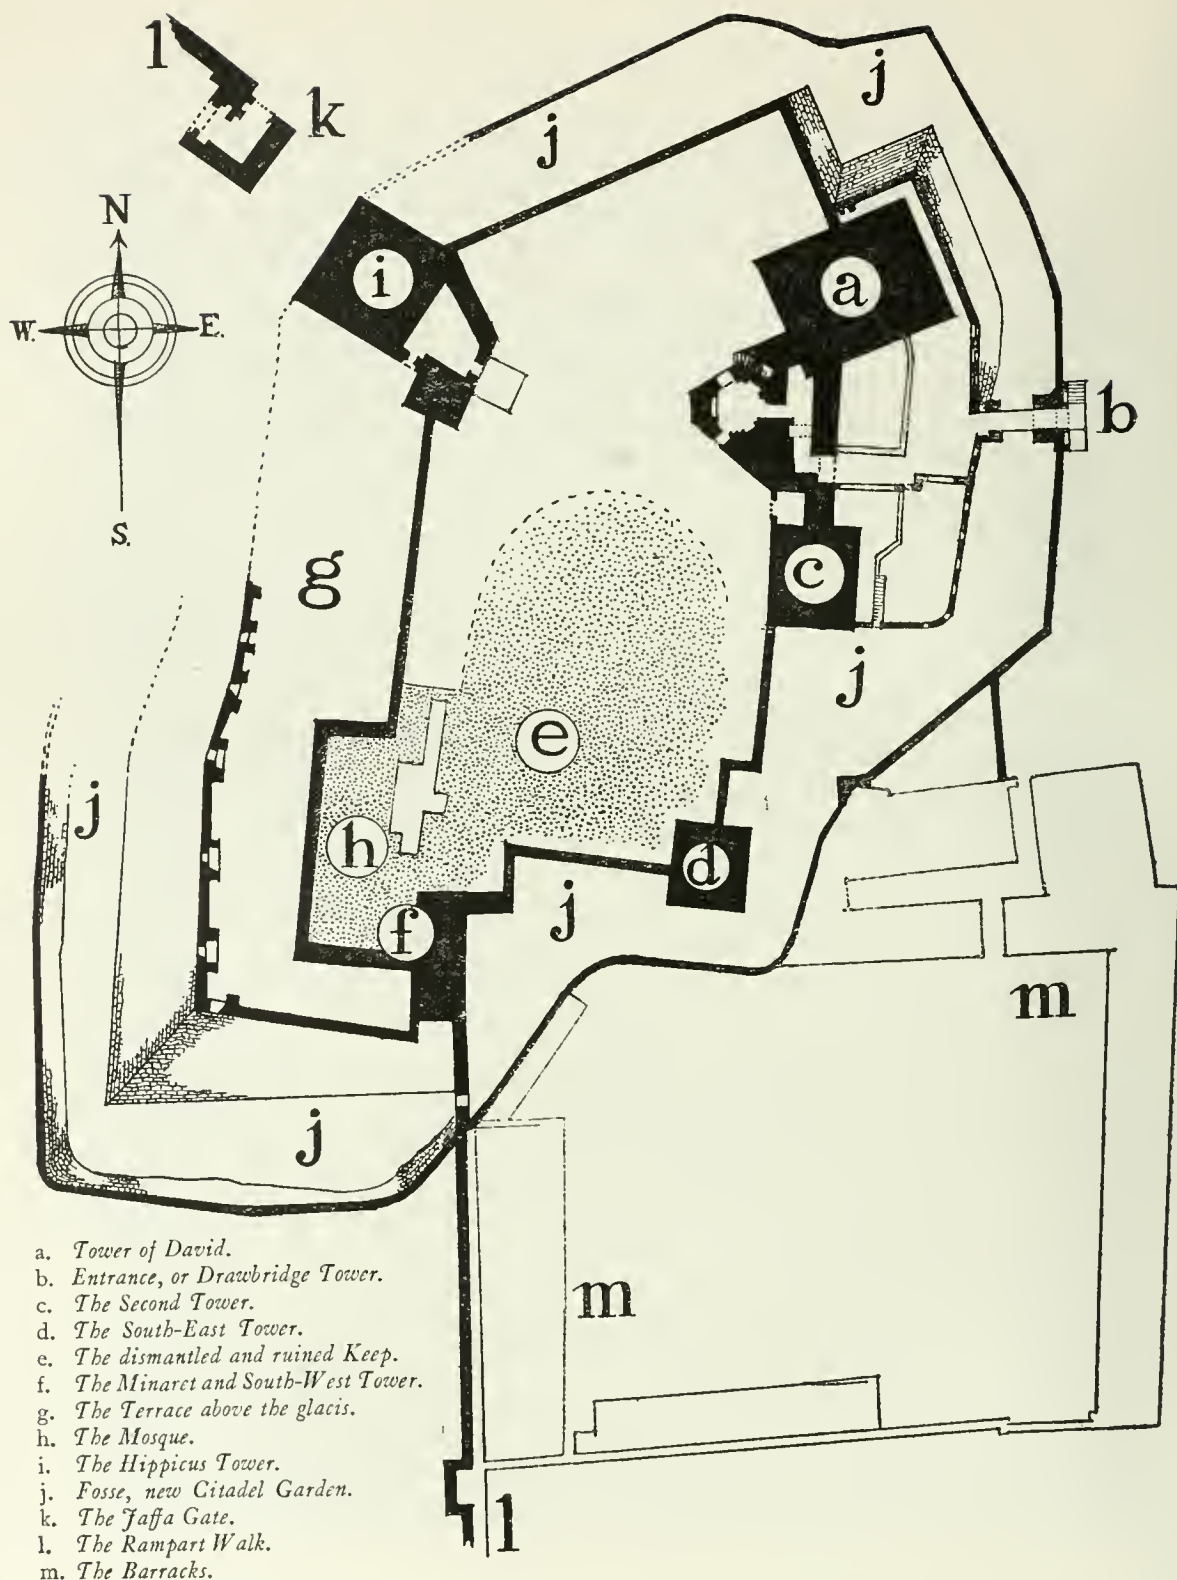 l
k
j
j
N
W.
E.
S.
i
a
b
c
g
j
e
j
h
d
f
j
m
j
m
l
a. Tower of David.
b. Entrance, or Drawbridge Tower.
c. The Second Tower.
d. The South-East Tower.
e. The dismantled and ruined Keep.
f. The Minaret and South-West Tower.
g. The Terrace above the glacis.
h. The Mosque.
i. The Hippicus Tower.
j. Fosse, new Citadel Garden.
k. The Jaffa Gate.
l. The Rampart Walk.
m. The Barracks.